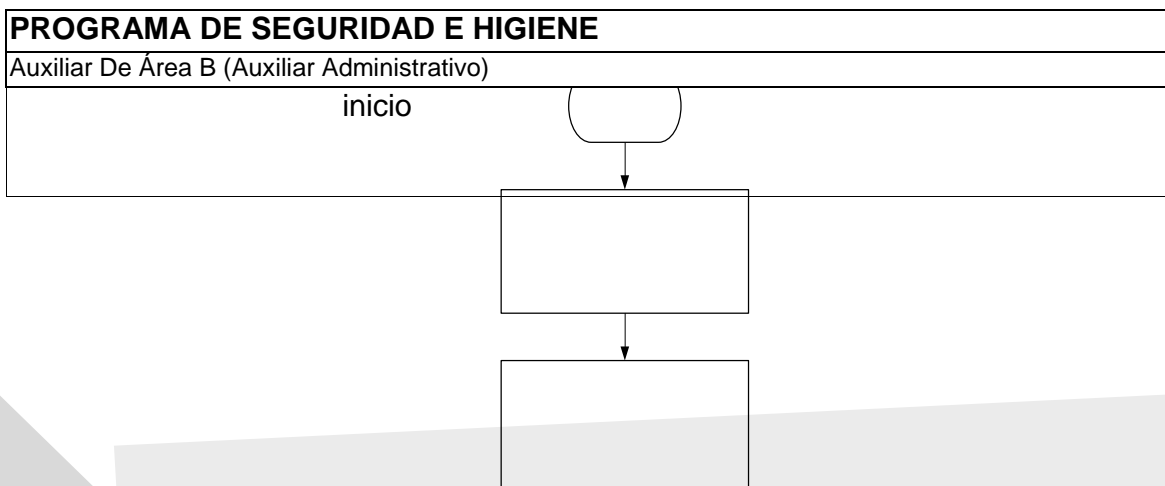 PROGRAMA DE SEGURIDAD E HIGIENE
Auxiliar De Área B (Auxiliar Administrativo)
inicio